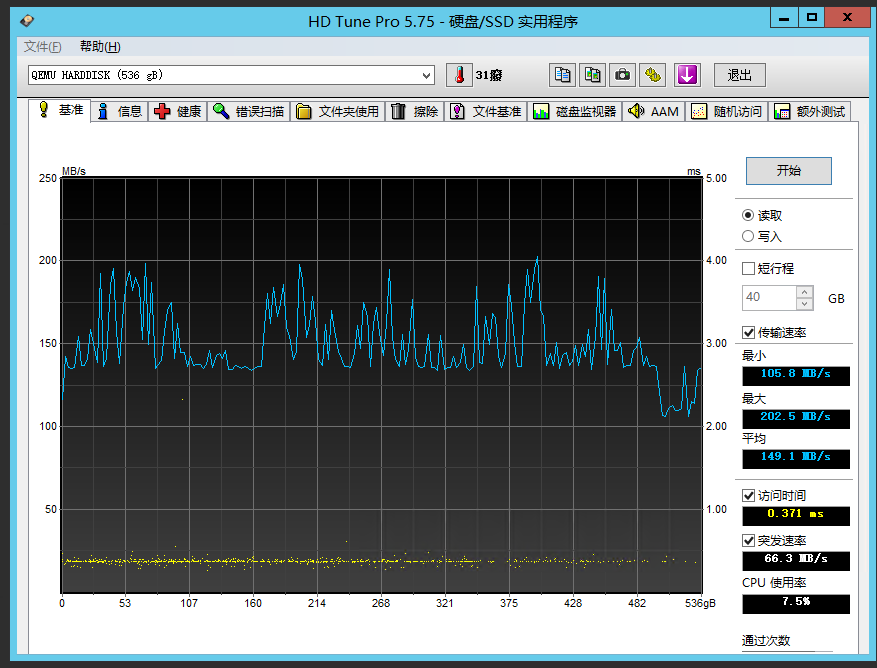 HD Tune Pro 5.75 - 硬盘/SSD 实用程序
文件(F) 帮助(H)
QEMU HARDDISK (536 gB) 31癈 退出
基准 信息 健康 错误扫描 文件夹使用 擦除 文件基准 磁盘监视器 AAM 随机访问 额外测试
MB/s ms
250 5.00
200 4.00
150 3.00
100 2.00
50 1.00
0 53 107 160 214 268 321 375 428 482 536gB
开始
读取
写入
短行程
40 GB
传输速率
最小
105.8 MB/s
最大
202.5 MB/s
平均
149.1 MB/s
访问时间
0.371 ms
突发速率
66.3 MB/s
CPU 使用率
7.5%
通过次数